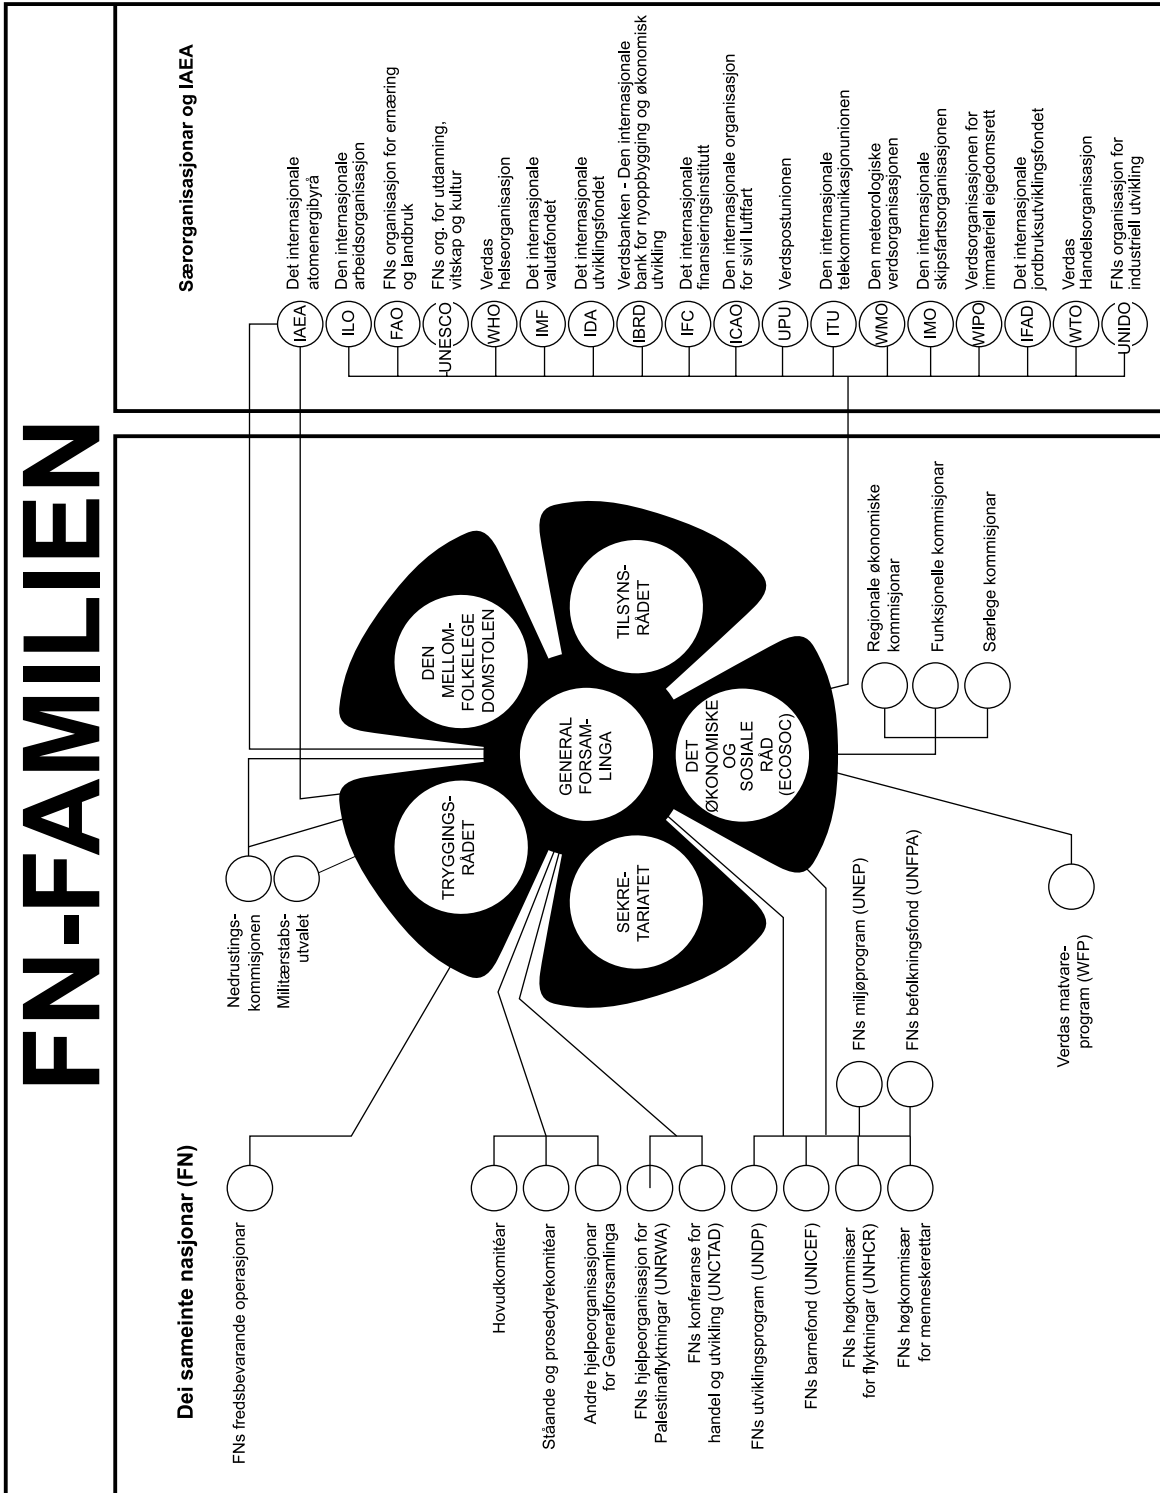 FN-FAMILIEN
Dei sameinte nasjonar (FN)
Særorganisasjonar og IAEA
FNs fredsbevarande operasjonar
Hovudkomitéar
Ståande og prosedyrekomitéar
Andre hjelpeorganisasjonar
for Generalforsamlinga
FNs hjelpeorganisasjon for
Palestinaflyktningar (UNRWA)
FNs konferanse for
handel og utvikling (UNCTAD)
FNs utviklingsprogram (UNDP)
FNs barnefond (UNICEF)
FNs høgkommisær
for flyktningar (UNHCR)
FNs høgkommisær
for menneskerettar
FNs miljøprogram (UNEP)
FNs befolkningsfond (UNFPA)
Verdas matvare-
program (WFP)
Nedrustings-
kommisjonen
Militærstabs-
utvalet
TRYGGINGS-
RÅDET
DEN
MELLOM-
FOLKELEGE
DOMSTOLEN
GENERAL
FORSAM-
LINGA
SEKRE-
TARIATET
TILSYNS-
RÅDET
DET
ØKONOMISKE
OG
SOSIALE
RÅD
(ECOSOC)
Regionale økonomiske
kommisjonar
Funksjonelle kommisjonar
Særlege kommisjonar
IAEA
Det internasjonale
atomenergibyrå
ILO
Den internasjonale
arbeidsorganisasjon
FAO
FNs organisasjon for ernæring
og landbruk
UNESCO
FNs org. for utdanning,
vitskap og kultur
WHO
Verdas
helseorganisasjon
IMF
Det internasjonale
valutafondet
IDA
Det internasjonale
utviklingsfondet
IBRD
Verdsbanken - Den internasjonale
bank for nyoppbygging og økonomisk
utvikling
IFC
Det internasjonale
finansieringsinstitutt
ICAO
Den internasjonale organisasjon
for sivil luftfart
UPU
Verdspostunionen
ITU
Den internasjonale
telekommunikasjonunionen
WMO
Den meteorologiske
verdsorganisasjonen
IMO
Den internasjonale
skipsfartsorganisasjonen
WIPO
Verdsorganisasjonen for
immateriell eigedomsrett
IFAD
Det internasjonale
jordbruksutviklingsfondet
WTO
Verdas
Handelsorganisasjon
UNIDO
FNs organisasjon for
industriell utvikling